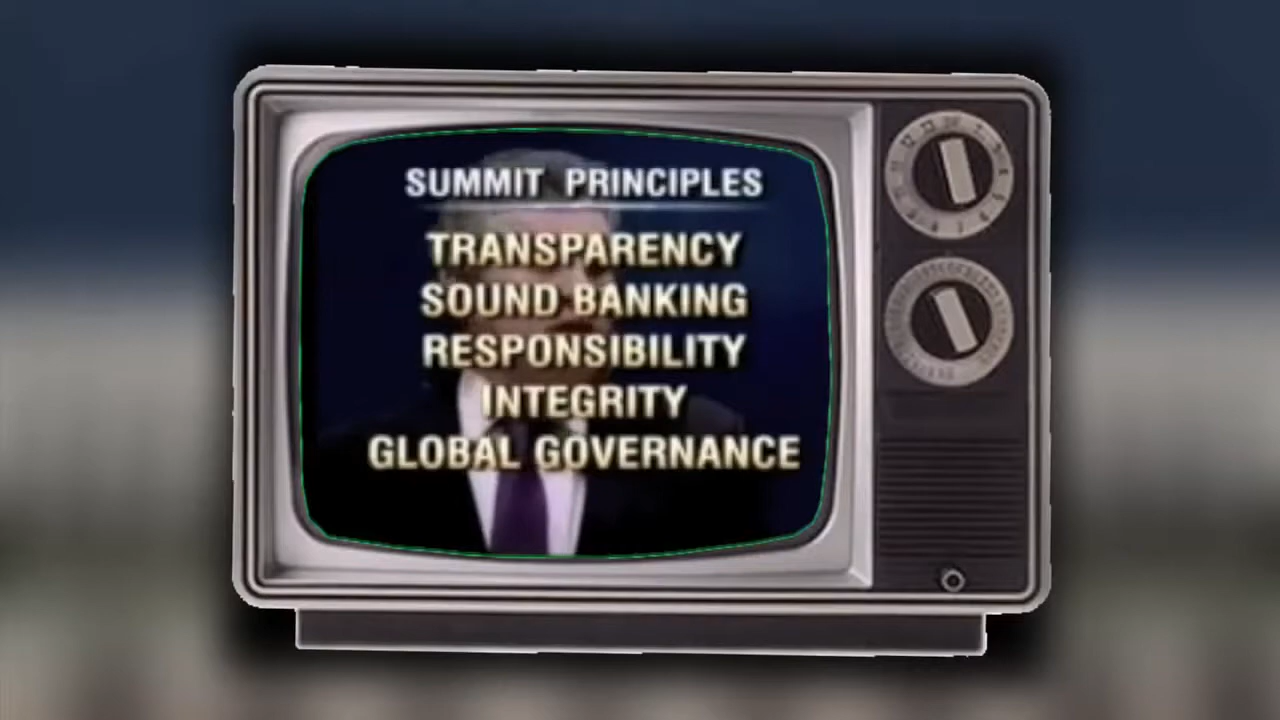 SUMMIT PRINCIPLES
TRANSPARENCY
SOUND BANKING
RESPONSIBILITY
INTEGRITY
GLOBAL GOVERNANCE